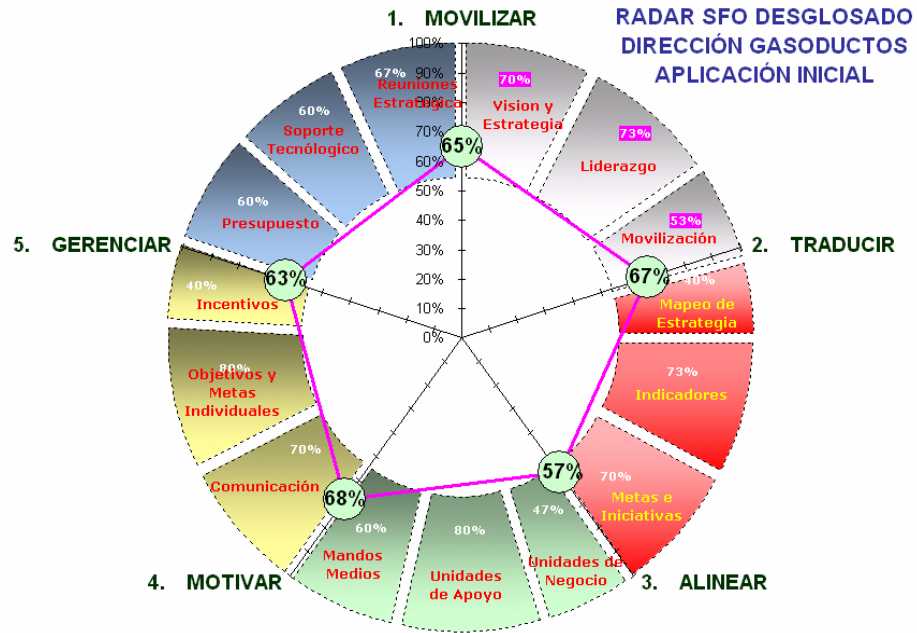 RADAR SFO DESGLOSADO
DIRECCIÓN GASODUCTOS
APLICACIÓN INICIAL
1. MOVILIZAR
100%
90%
80%
70%
60%
50%
40%
30%
20%
10%
0%
65%
70%
Vision y
Estrategia
73%
Liderazgo
53%
Movilización
2. TRADUCIR
67%
40%
Mapeo de
Estrategia
73%
Indicadores
70%
Metas e
Iniciativas
3. ALINEAR
57%
47%
Unidades de
Negocio
80%
Unidades
de Apoyo
60%
Mandos
Medios
4. MOTIVAR
68%
70%
Comunicación
80%
Objetivos y
Metas
Individuales
40%
Incentivos
5. GERENCIAR
63%
60%
Presupuesto
60%
Soporte
Tecnólogico
67%
Reuniones
Estratégica